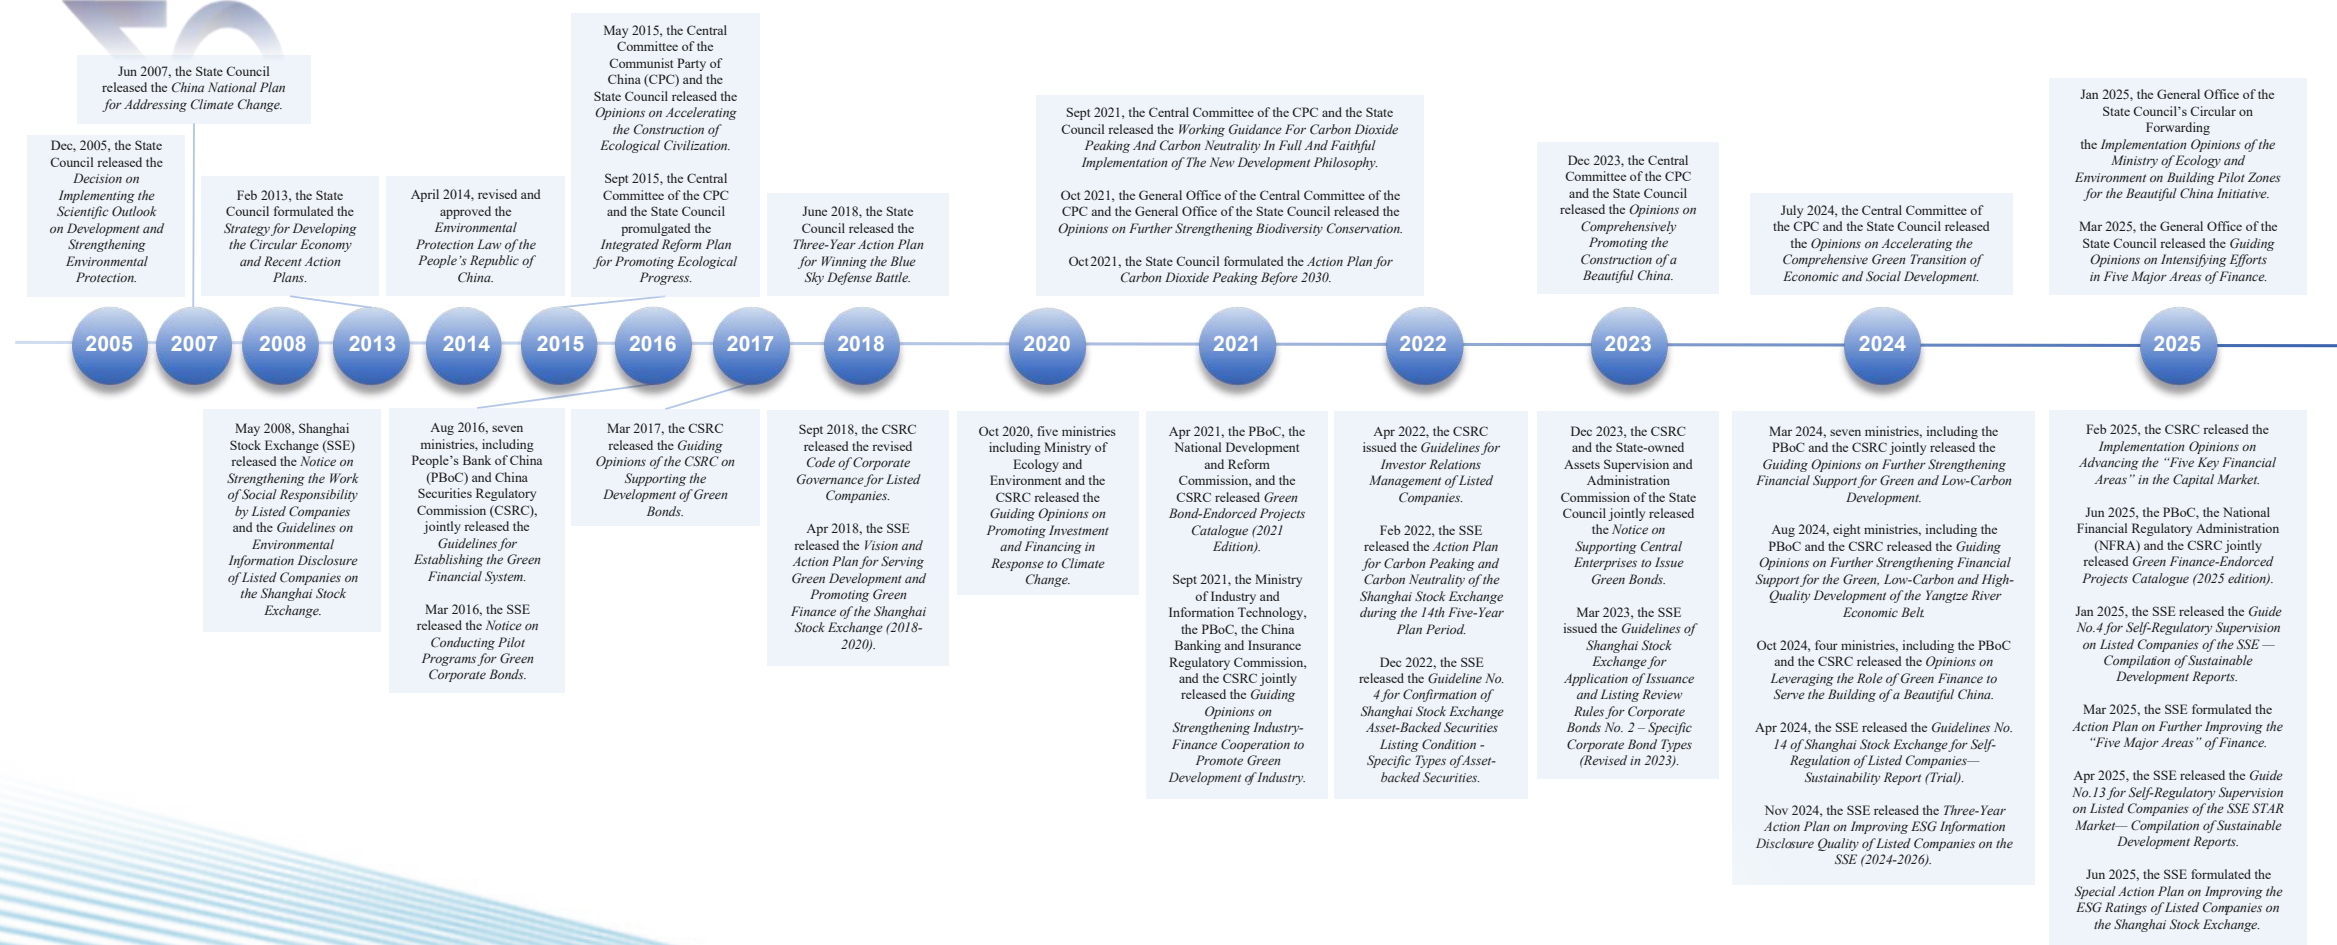 Jun 2007, the State Council
released the China National Plan
for Addressing Climate Change.
Dec, 2005, the State
Council released the
Decision on
Implementing the
Scientific Outlook
on Development and
Strengthening
Environmental
Protection.
Feb 2013, the State
Council formulated the
Strategy for Developing
the Circular Economy
and Recent Action
Plans.
April 2014, revised and
approved the
Environmental
Protection Law of the
People's Republic of
China.
May 2015, the Central
Committee of the
Communist Party of
China (CPC) and the
State Council released the
Opinions on Accelerating
the Construction of
Ecological Civilization.
Sept 2015, the Central
Committee of the CPC
and the State Council
promulgated the
Integrated Reform Plan
for Promoting Ecological
Progress.
June 2018, the State
Council released the
Three-Year Action Plan
for Winning the Blue
Sky Defense Battle.
Sept 2021, the Central Committee of the CPC and the State
Council released the Working Guidance For Carbon Dioxide
Peaking And Carbon Neutrality In Full And Faithful
Implementation of The New Development Philosophy.
Oct 2021, the General Office of the Central Committee of the
CPC and the General Office of the State Council released the
Opinions on Further Strengthening Biodiversity Conservation.
Oct 2021, the State Council formulated the Action Plan for
Carbon Dioxide Peaking Before 2030.
Dec 2023, the Central
Committee of the CPC
and the State Council
released the Opinions on
Comprehensively
Promoting the
Construction of a
Beautiful China.
July 2024, the Central Committee of
the CPC and the State Council released
the Opinions on Accelerating the
Comprehensive Green Transition of
Economic and Social Development.
Jan 2025, the General Office of the
State Council's Circular on
Forwarding
the Implementation Opinions of the
Ministry of Ecology and
Environment on Building Pilot Zones
for the Beautiful China Initiative.
Mar 2025, the General Office of the
State Council released the Guiding
Opinions on Intensifying Efforts
in Five Major Areas of Finance.
2005 2007 2008 2013 2014 2015 2016 2017 2018 2020 2021 2022 2023 2024 2025
May 2008, Shanghai
Stock Exchange (SSE)
released the Notice on
Strengthening the Work
of Social Responsibility
by Listed Companies
and the Guidelines on
Environmental
Information Disclosure
of Listed Companies on
the Shanghai Stock
Exchange.
Aug 2016, seven
ministries, including
People's Bank of China
(PBoC) and China
Securities Regulatory
Commission (CSRC),
jointly released the
Guidelines for
Establishing the Green
Financial System.
Mar 2016, the SSE
released the Notice on
Conducting Pilot
Programs for Green
Corporate Bonds.
Mar 2017, the CSRC
released the Guiding
Opinions of the CSRC on
Supporting the
Development of Green
Bonds.
Sept 2018, the CSRC
released the revised
Code of Corporate
Governance for Listed
Companies.
Apr 2018, the SSE
released the Vision and
Action Plan for Serving
Green Development and
Promoting Green
Finance of the Shanghai
Stock Exchange (2018-
2020).
Oct 2020, five ministries
including Ministry of
Ecology and
Environment and the
CSRC released the
Guiding Opinions on
Promoting Investment
and Financing in
Response to Climate
Change.
Apr 2021, the PBoC, the
National Development
and Reform
Commission, and the
CSRC released Green
Bond-Endorsed Projects
Catalogue (2021
Edition).
Sept 2021, the Ministry
of Industry and
Information Technology,
the PBoC, the China
Banking and Insurance
Regulatory Commission,
and the CSRC jointly
released the Guiding
Opinions on
Strengthening Industry-
Finance Cooperation to
Promote Green
Development of Industry.
Apr 2022, the CSRC
issued the Guidelines for
Investor Relations
Management of Listed
Companies.
Feb 2022, the SSE
released the Action Plan
for Carbon Peaking and
Carbon Neutrality of the
Shanghai Stock Exchange
during the 14th Five-Year
Plan Period.
Dec 2022, the SSE
released the Guideline No.
4 for Confirmation of
Shanghai Stock Exchange
Asset-Backed Securities
Listing Condition -
Specific Types of Asset-
backed Securities.
Dec 2023, the CSRC
and the State-owned
Assets Supervision and
Administration
Commission of the State
Council jointly released
the Notice on
Supporting Central
Enterprises to Issue
Green Bonds.
Mar 2023, the SSE
issued the Guidelines of
Shanghai Stock
Exchange for
Application of Issuance
and Listing Review
Rules for Corporate
Bonds No. 2 – Specific
Corporate Bond Types
(Revised in 2023).
Mar 2024, seven ministries, including the
PBoC and the CSRC jointly released the
Guiding Opinions on Further Strengthening
Financial Support for Green and Low-Carbon
Development.
Aug 2024, eight ministries, including the
PBoC and the CSRC released the Guiding
Opinions on Further Strengthening Financial
Support for the Green, Low-Carbon and High-
Quality Development of the Yangtze River
Economic Belt.
Oct 2024, four ministries, including the PBoC
and the CSRC released the Opinions on
Leveraging the Role of Green Finance to
Serve the Building of a Beautiful China.
Apr 2024, the SSE released the Guidelines No.
14 of Shanghai Stock Exchange for Self-
Regulation of Listed Companies—
Sustainability Report (Trial).
Nov 2024, the SSE released the Three-Year
Action Plan on Improving ESG Information
Disclosure Quality of Listed Companies on the
SSE (2024-2026).
Feb 2025, the CSRC released the
Implementation Opinions on
Advancing the “Five Key Financial
Areas” in the Capital Market.
Jun 2025, the PBoC, the National
Financial Regulatory Administration
(NFRA) and the CSRC jointly
released Green Finance-Endorced
Projects Catalogue (2025 edition).
Jan 2025, the SSE released the Guide
No.4 for Self-Regulatory Supervision
on Listed Companies of the SSE —
Compilation of Sustainable
Development Reports.
Mar 2025, the SSE formulated the
Action Plan on Further Improving the
“Five Major Areas” of Finance.
Apr 2025, the SSE released the Guide
No.13 for Self-Regulatory Supervision
on Listed Companies of the SSE STAR
Market— Compilation of Sustainable
Development Reports.
Jun 2025, the SSE formulated the
Special Action Plan on Improving the
ESG Ratings of Listed Companies on
the Shanghai Stock Exchange.